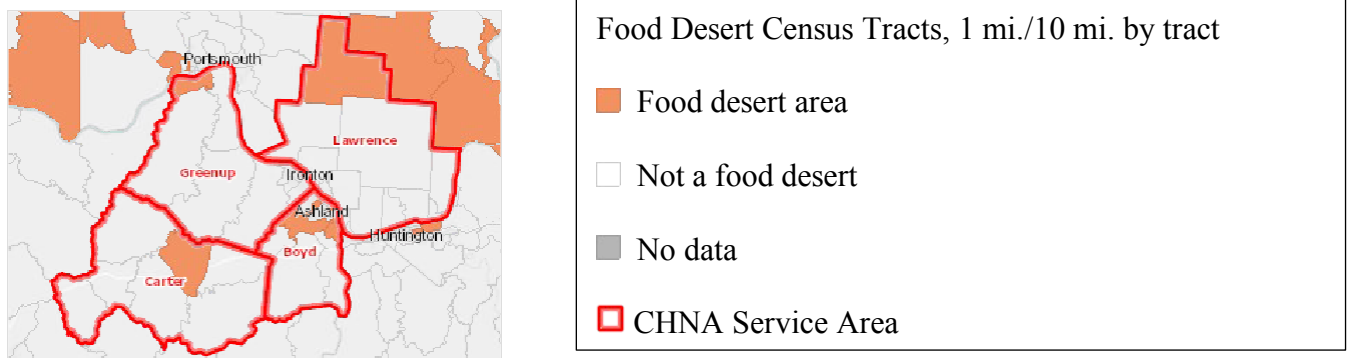 Portsmouth
Lawrence
Greenup
Ironton
Ashland
Huntington
Boyd
Carter
Food Desert Census Tracts, 1 mi./10 mi. by tract
Food desert area
Not a food desert
No data
CHNA Service Area